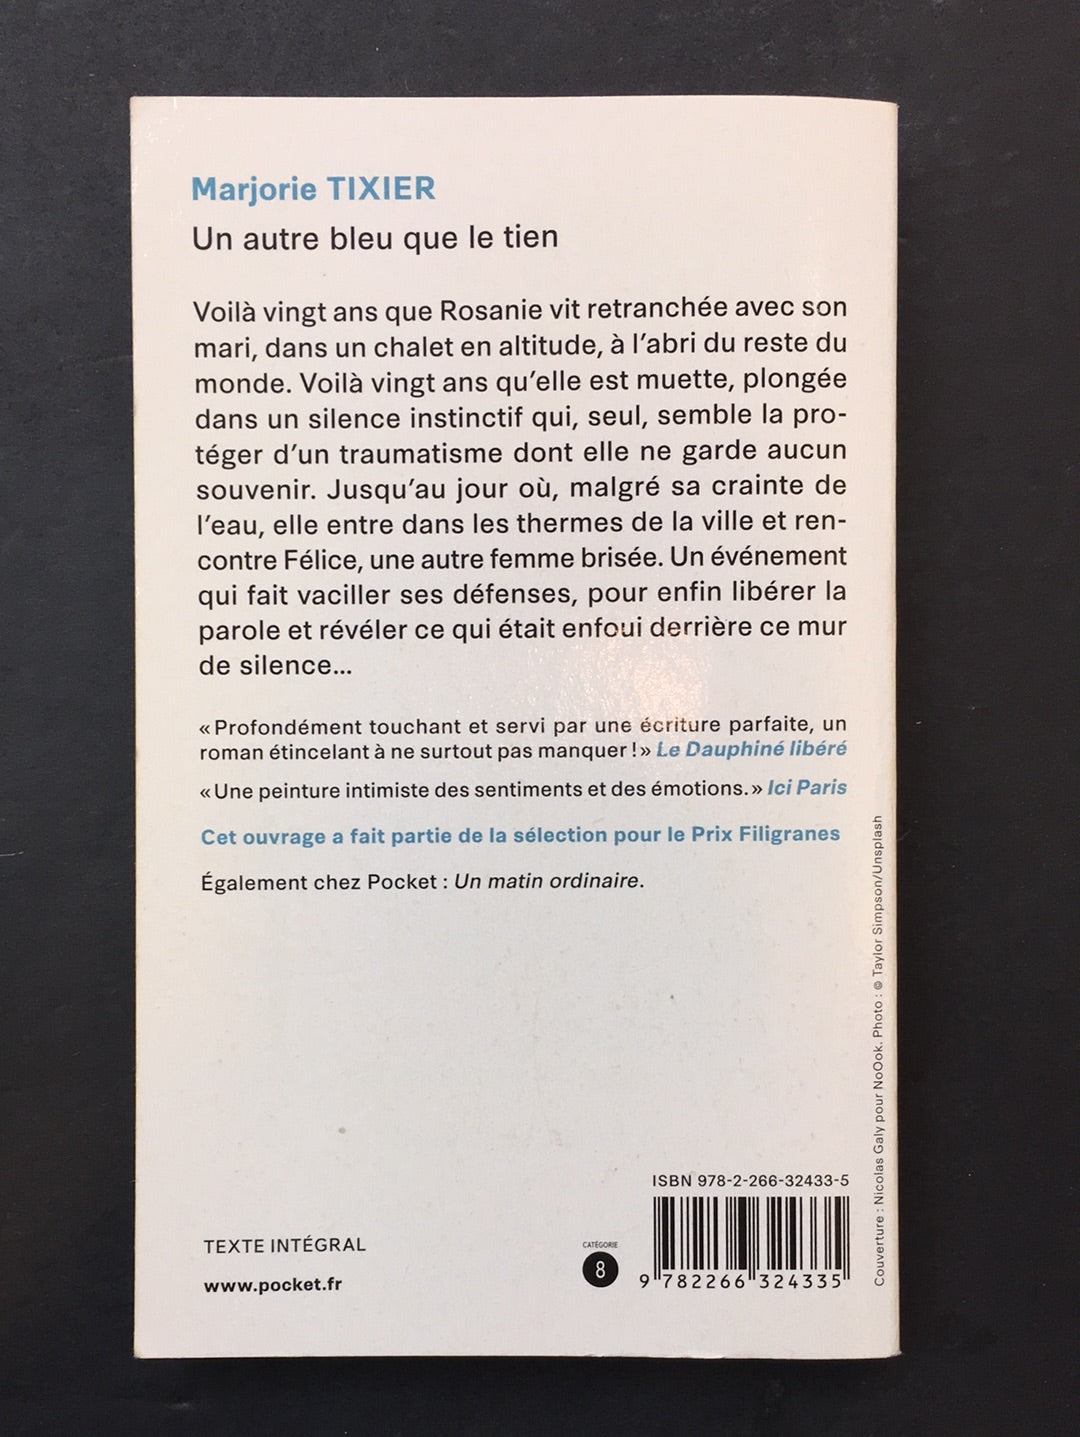 Marjorie TIXIER
Un autre bleu que le tien
Voilà vingt ans que Rosanie vit retranchée avec son
mari, dans un chalet en altitude, à l’abri du reste du
monde. Voilà vingt ans qu’elle est muette, plongée
dans un silence instinctif qui, seul, semble la pro-
téger d’un traumatisme dont elle ne garde aucun
souvenir. Jusqu’au jour où, malgré sa crainte de
l’eau, elle entre dans les thermes de la ville et ren-
contre Félice, une autre femme brisée. Un événement
qui fait vaciller ses défenses, pour enfin libérer la
parole et révéler ce qui était enfoui derrière ce mur
de silence...
« Profondément touchant et servi par une écriture parfaite, un
roman étincelant à ne surtout pas manquer ! » Le Dauphiné libéré
« Une peinture intimiste des sentiments et des émotions. » Ici Paris
Cet ouvrage a fait partie de la sélection pour le Prix Filigranes
Également chez Pocket : Un matin ordinaire.
Couverture : Nicolas Galy pour NoOok. Photo : © Taylor Simpson/Unsplash
ISBN 978-2-266-32433-5
TEXTE INTÉGRAL
www.pocket.fr
CATÉGORIE
8
9 782266 324335